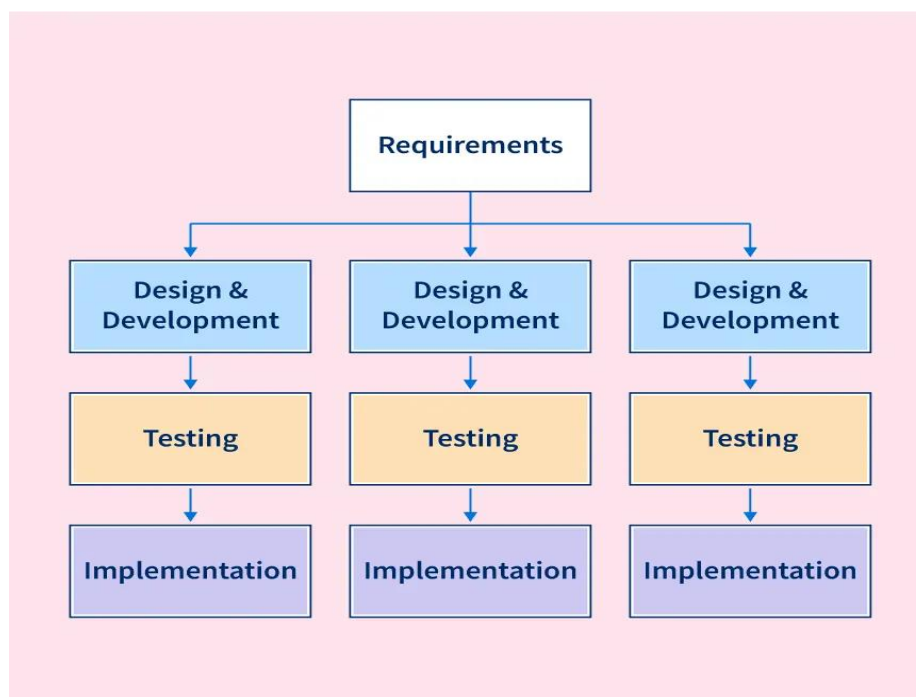 Requirements
Design &
Development
Design &
Development
Design &
Development
Testing
Testing
Testing
Implementation
Implementation
Implementation